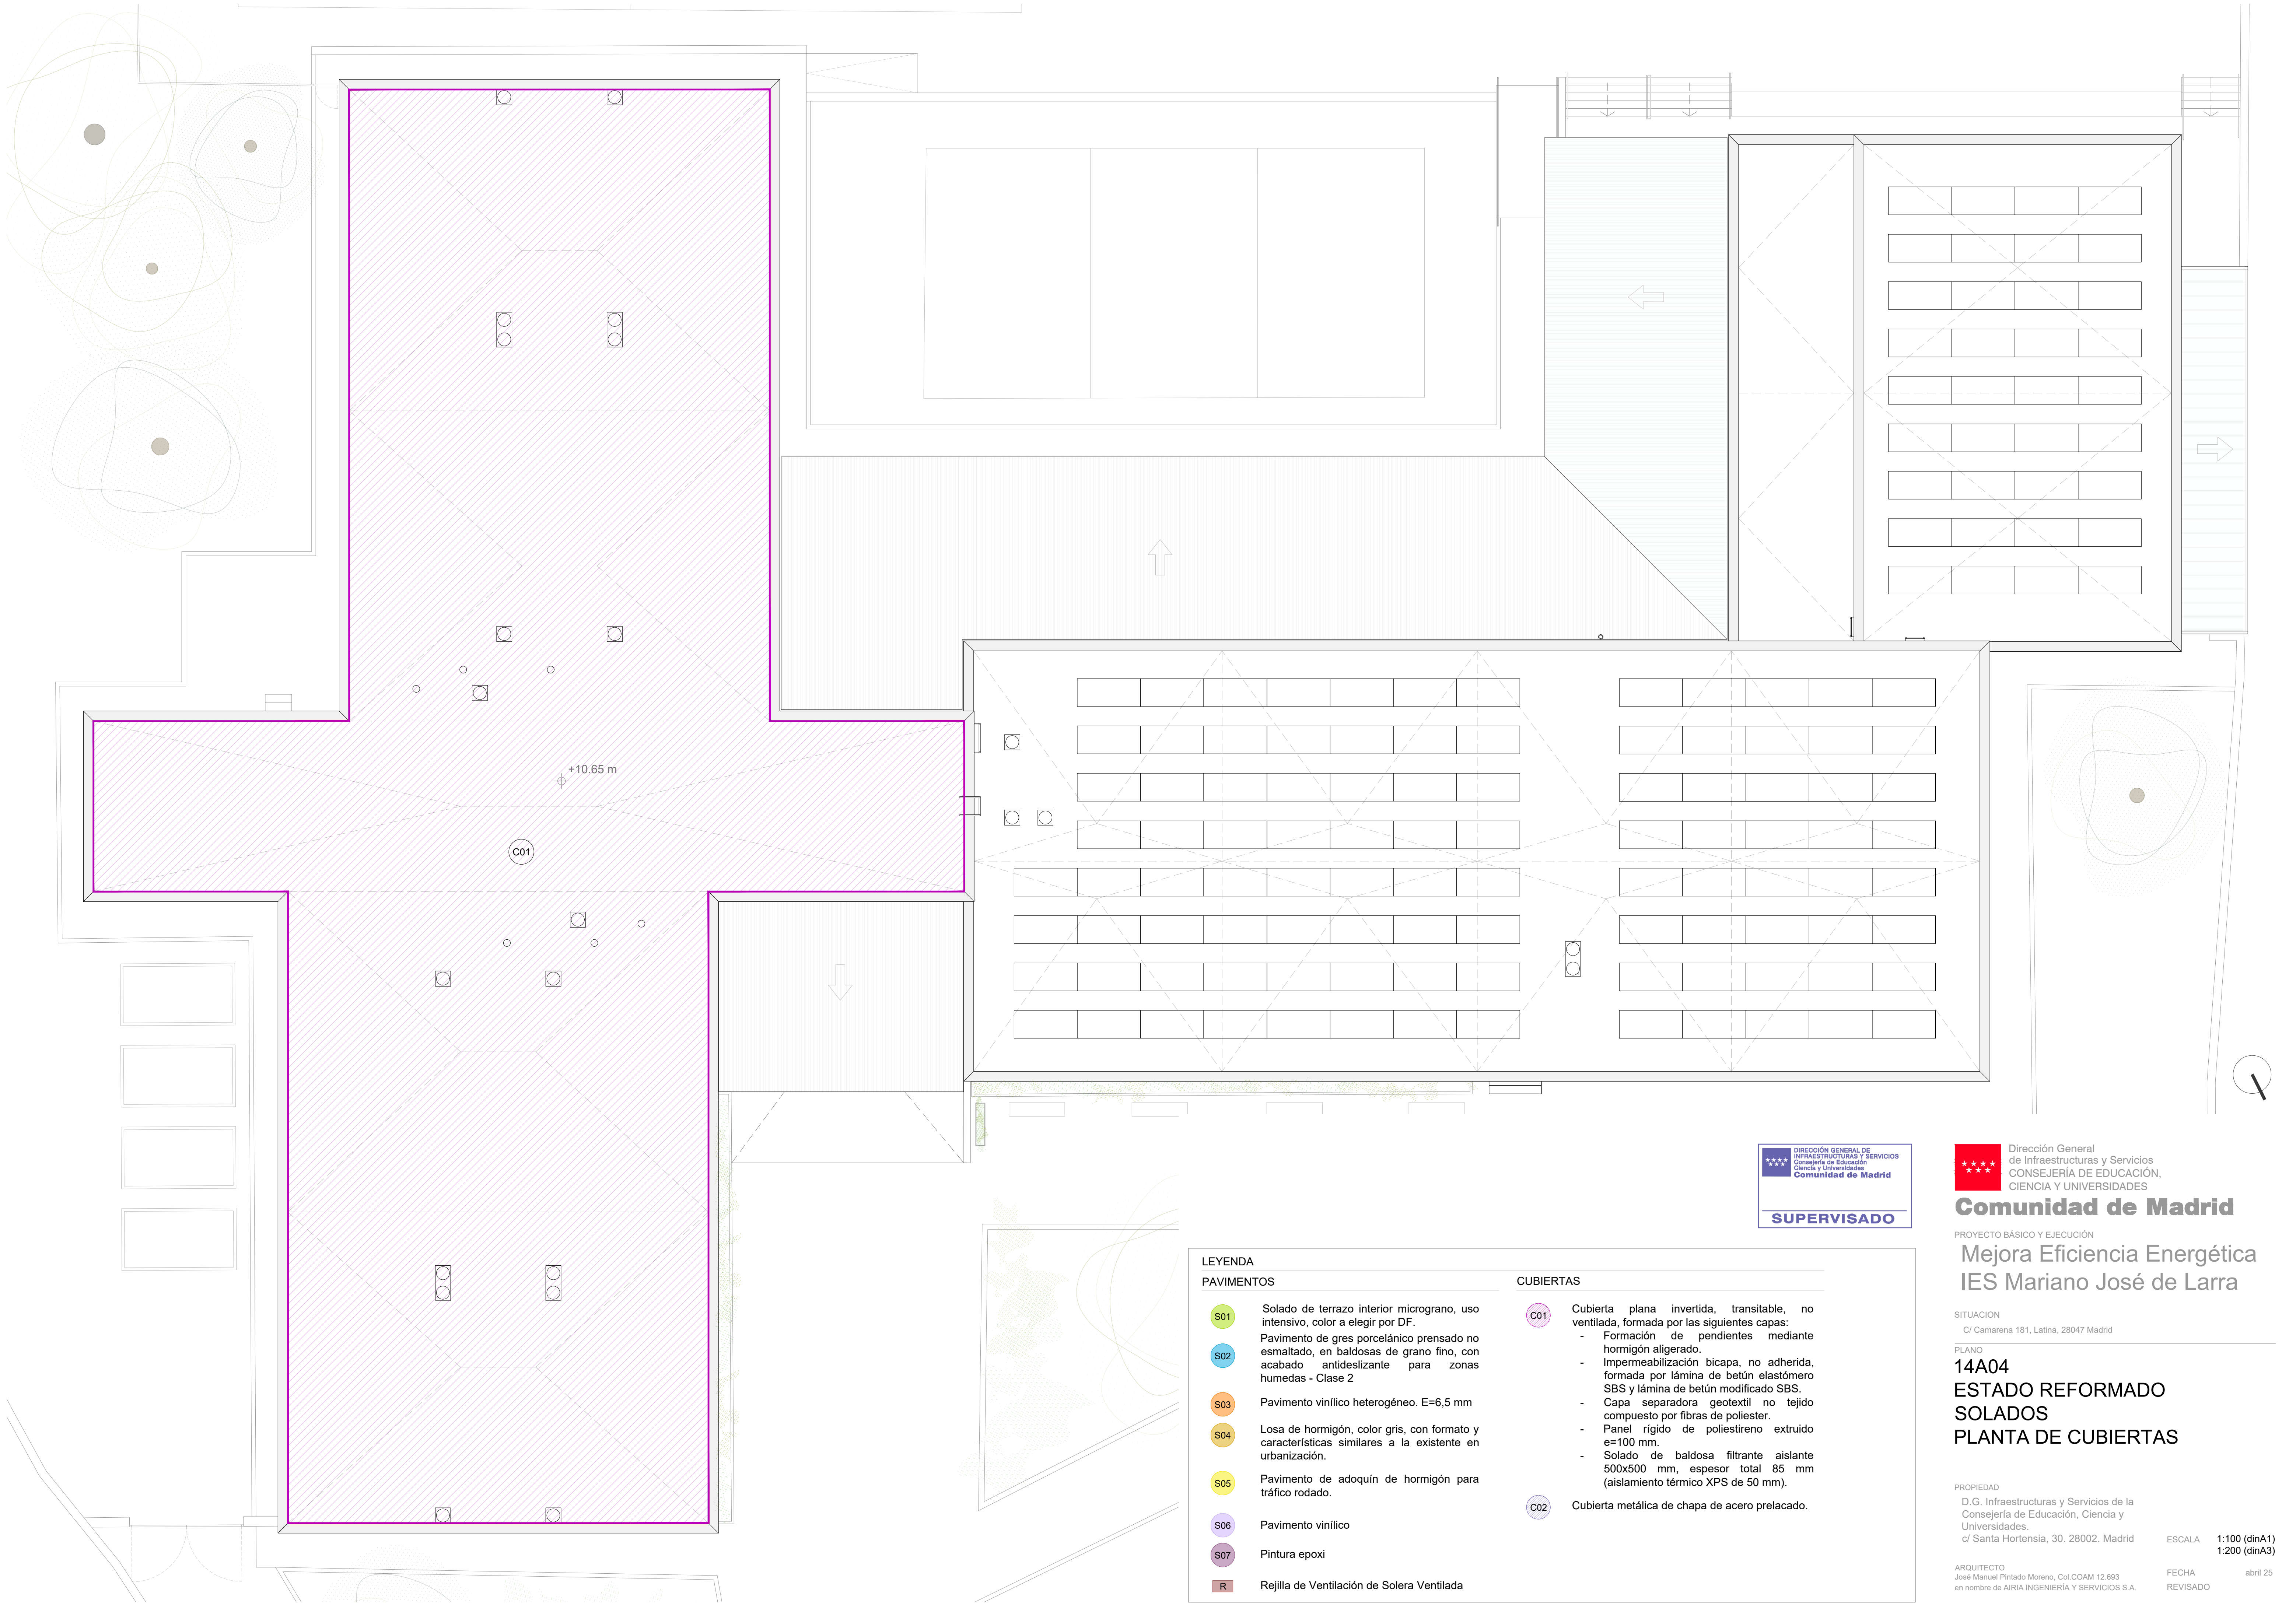 +10.65 m
C01
DIRECCIÓN GENERAL DE
INFRAESTRUCTURAS Y SERVICIOS
Consejería de Educación
Ciencia y Universidades
Comunidad de Madrid
SUPERVISADO
Dirección General
de Infraestructuras y Servicios
CONSEJERÍA DE EDUCACIÓN,
CIENCIA Y UNIVERSIDADES
Comunidad de Madrid
PROYECTO BÁSICO Y EJECUCIÓN
Mejora Eficiencia Energética
IES Mariano José de Larra
SITUACION
C/ Camarena 181, Latina, 28047 Madrid
PLANO
14A04
ESTADO REFORMADO
SOLADOS
PLANTA DE CUBIERTAS
PROPIEDAD
D.G. Infraestructuras y Servicios de la
Consejería de Educación, Ciencia y
Universidades.
c/ Santa Hortensia, 30. 28002. Madrid
ESCALA 1:100 (dinA1)
1:200 (dinA3)
ARQUITECTO
José Manuel Pintado Moreno, Col COAM 12.693
en nombre de AIRIA INGENIERÍA Y SERVICIOS S.A.
FECHA abril 25
REVISADO
LEYENDA
PAVIMENTOS
S01 Solado de terrazo interior micrograno, uso
intensivo, color a elegir por DF.
S02 Pavimento de gres porcelánico prensado no
esmaltado, en baldosas de grano fino, con
acabado antideslizante para zonas
humedas - Clase 2
S03 Pavimento vinílico heterogéneo. E=6,5 mm
S04 Losa de hormigón, color gris, con formato y
características similares a la existente en
urbanización.
S05 Pavimento de adoquín de hormigón para
tráfico rodado.
S06 Pavimento vinílico
S07 Pintura epoxi
R Rejilla de Ventilación de Solera Ventilada
CUBIERTAS
C01 Cubierta plana invertida, transitable, no
ventilada, formada por las siguientes capas:
- Formación de pendientes mediante
hormigón aligerado.
- Impermeabilización bicapa, no adherida,
formada por lámina de betún elastómero
SBS y lámina de betún modificado SBS.
- Capa separadora geotextil no tejido
compuesto por fibras de poliester.
- Panel rígido de poliestireno extruido
e=100 mm.
- Solado de baldosa filtrante aislante
500x500 mm, espesor total 85 mm
(aislamiento térmico XPS de 50 mm).
C02 Cubierta metálica de chapa de acero prelacado.